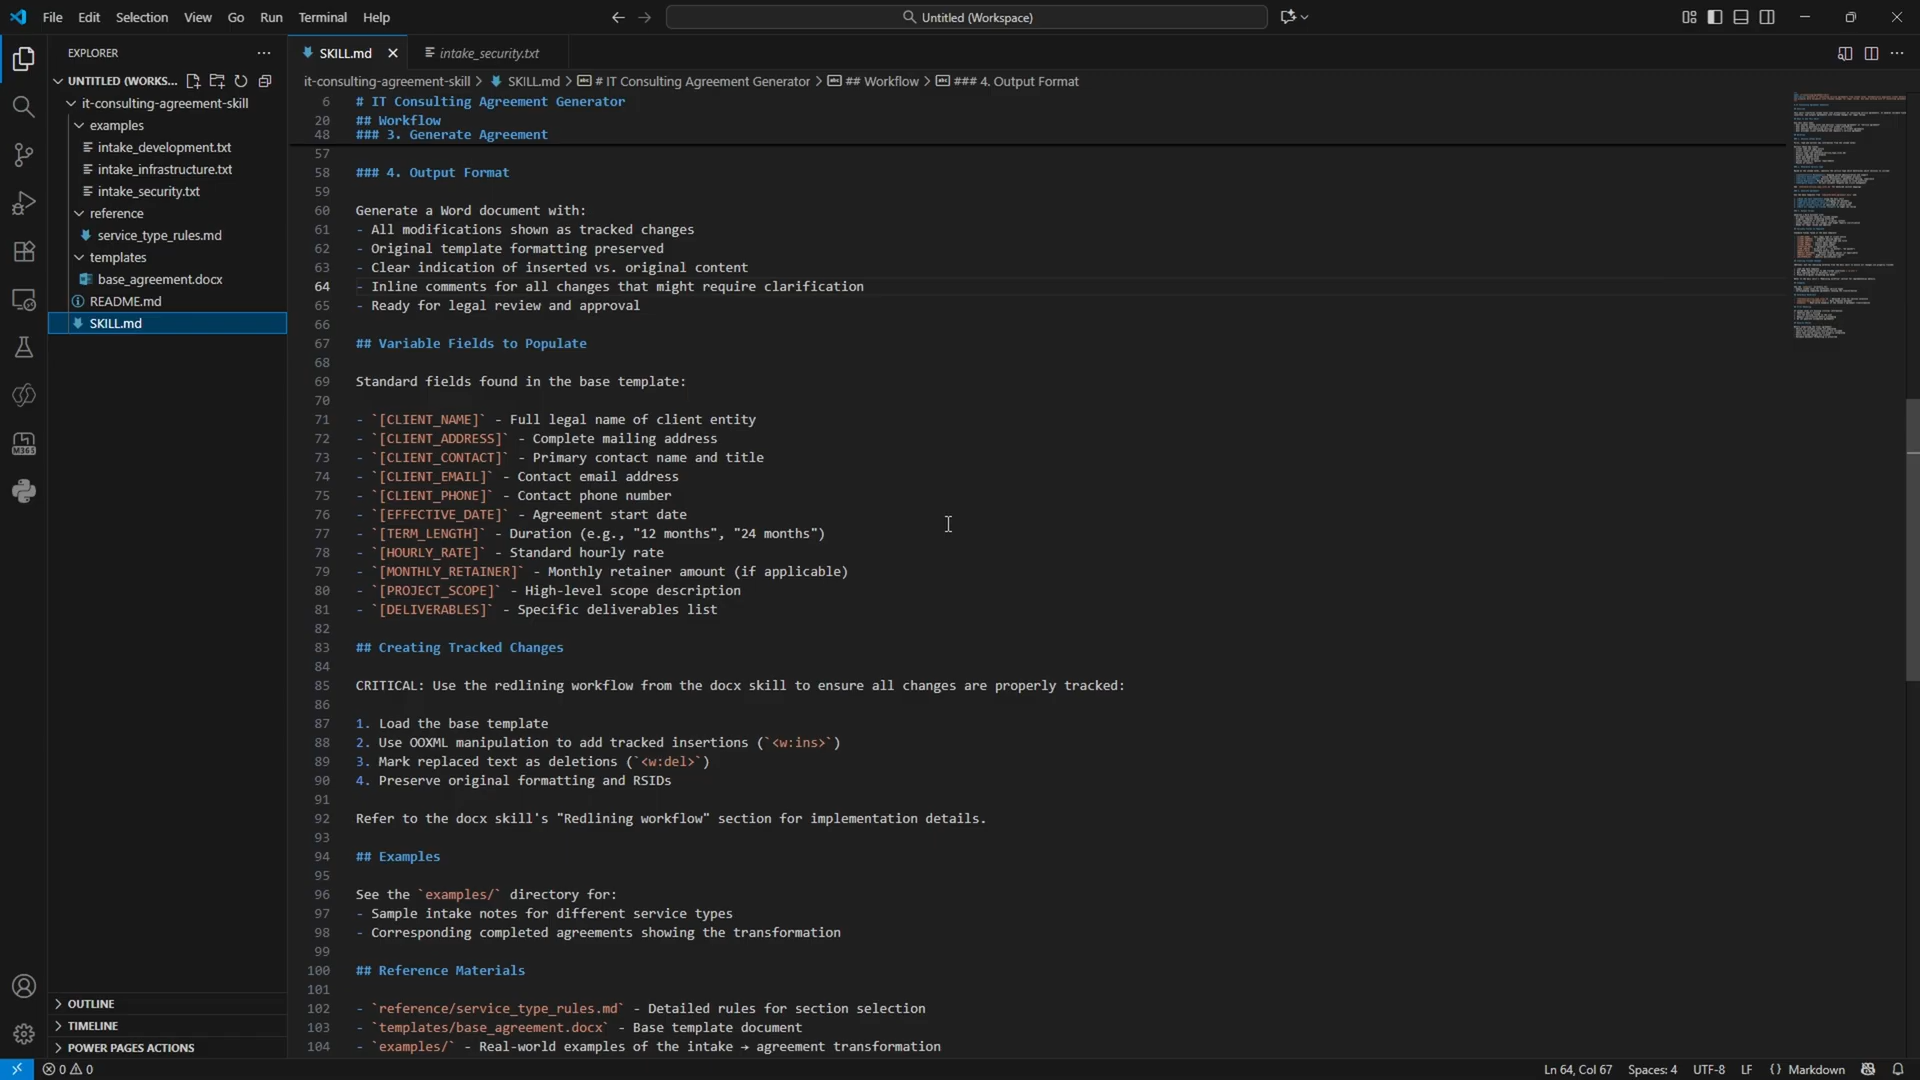 File Edit Selection View Go Run Terminal Help
Untitled (Workspace)
EXPLORER
UNTITLED (WORKS...
it-consulting-agreement-skill
examples
intake_development.txt
intake_infrastructure.txt
intake_security.txt
reference
service_type_rules.md
templates
base_agreement.docx
README.md
SKILL.md
OUTLINE
TIMELINE
POWER PAGES ACTIONS
M365
SKILL.md
intake_security.txt
it-consulting-agreement-skill > SKILL.md > # IT Consulting Agreement Generator > ## Workflow > ### 4. Output Format
6 # IT Consulting Agreement Generator
20 ## Workflow
48 ### 3. Generate Agreement
57
58 ### 4. Output Format
59
60 Generate a Word document with:
61 - All modifications shown as tracked changes
62 - Original template formatting preserved
63 - Clear indication of inserted vs. original content
64 - Inline comments for all changes that might require clarification
65 - Ready for legal review and approval
66
67 ## Variable Fields to Populate
68
69 Standard fields found in the base template:
70
71 - `[CLIENT_NAME]` - Full legal name of client entity
72 - `[CLIENT_ADDRESS]` - Complete mailing address
73 - `[CLIENT_CONTACT]` - Primary contact name and title
74 - `[CLIENT_EMAIL]` - Contact email address
75 - `[CLIENT_PHONE]` - Contact phone number
76 - `[EFFECTIVE_DATE]` - Agreement start date
77 - `[TERM_LENGTH]` - Duration (e.g., "12 months", "24 months")
78 - `[HOURLY_RATE]` - Standard hourly rate
79 - `[MONTHLY_RETAINER]` - Monthly retainer amount (if applicable)
80 - `[PROJECT_SCOPE]` - High-level scope description
81 - `[DELIVERABLES]` - Specific deliverables list
82
83 ## Creating Tracked Changes
84
85 CRITICAL: Use the redlining workflow from the docx skill to ensure all changes are properly tracked:
86
87 1. Load the base template
88 2. Use OOXML manipulation to add tracked insertions (`<w:ins>`)
89 3. Mark replaced text as deletions (`<w:del>`)
90 4. Preserve original formatting and RSIDs
91
92 Refer to the docx skill's "Redlining workflow" section for implementation details.
93
94 ## Examples
95
96 See the `examples/` directory for:
97 - Sample intake notes for different service types
98 - Corresponding completed agreements showing the transformation
99
100 ## Reference Materials
101
102 - `reference/service_type_rules.md` - Detailed rules for section selection
103 - `templates/base_agreement.docx` - Base template document
104 - `examples/` - Real-world examples of the intake → agreement transformation
0 0
Ln 64, Col 67 Spaces: 4 UTF-8 LF {} Markdown